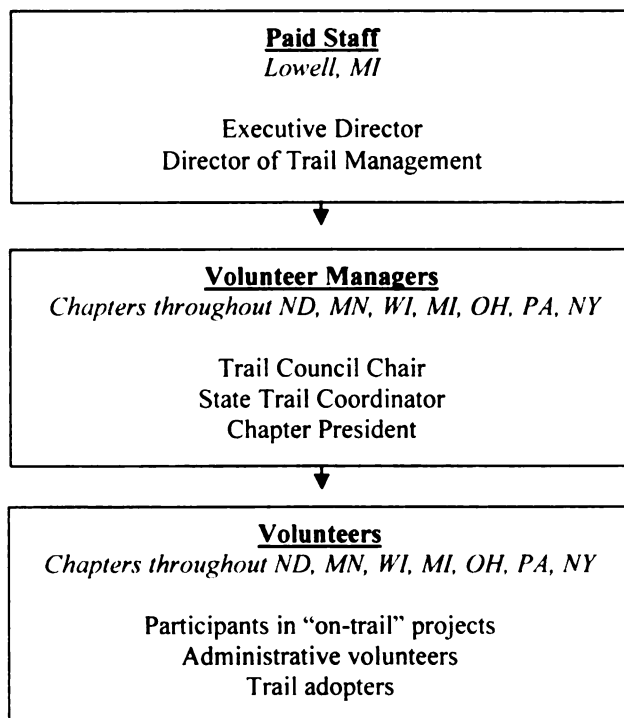 Paid Staff
Lowell, MI
Executive Director
Director of Trail Management
Volunteer Managers
Chapters throughout ND, MN, WI, MI, OH, PA, NY
Trail Council Chair
State Trail Coordinator
Chapter President
Volunteers
Chapters throughout ND, MN, WI, MI, OH, PA, NY
Participants in “on-trail” projects
Administrative volunteers
Trail adopters